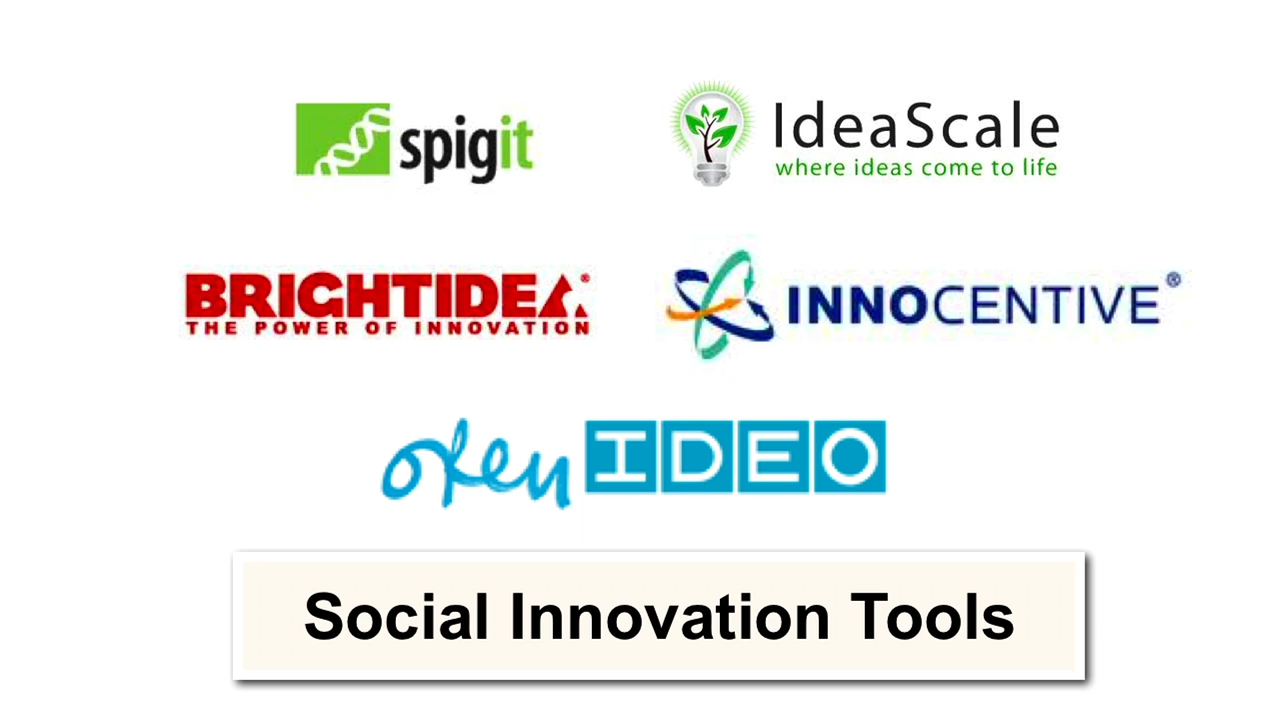 spigit
IdeaScale
where ideas come to life
BRIGHTIDEA®
THE POWER OF INNOVATION
INNOCENTIVE®
open IDEO
Social Innovation Tools